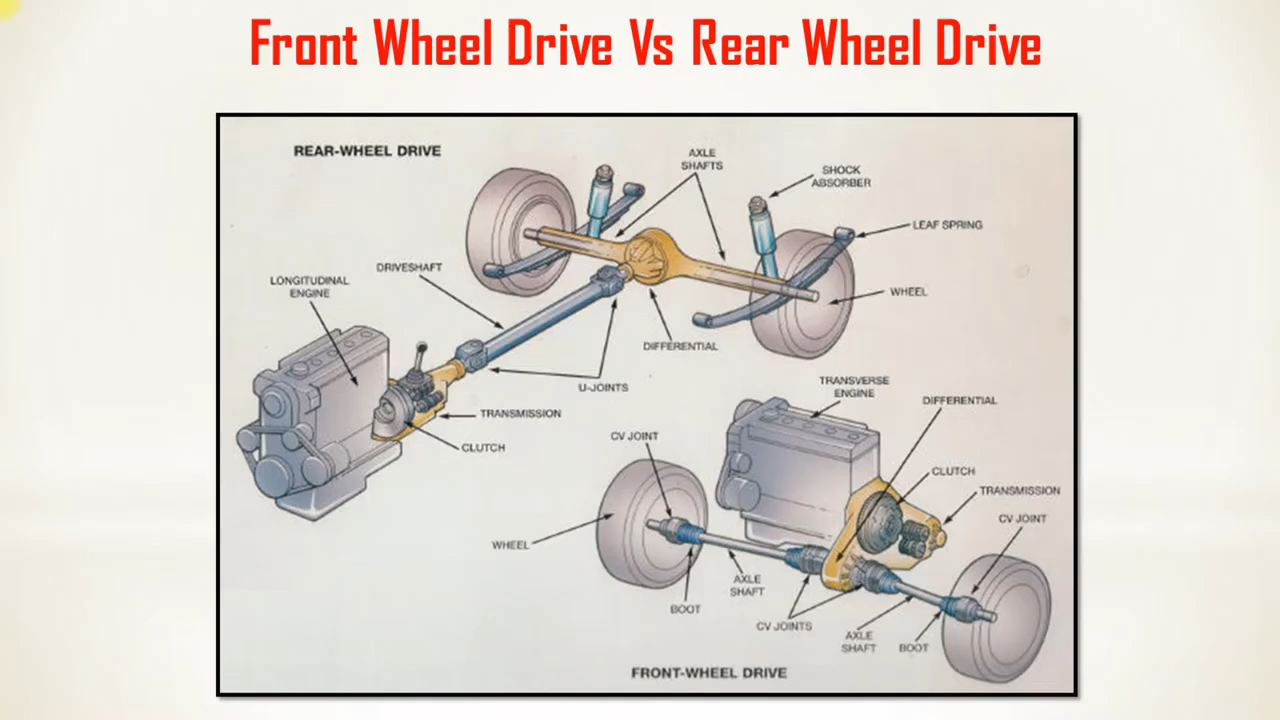 Front Wheel Drive Vs Rear Wheel Drive
REAR-WHEEL DRIVE
AXLE
SHAFTS
SHOCK
ABSORBER
LEAF SPRING
DRIVESHAFT
LONGITUDINAL
ENGINE
WHEEL
DIFFERENTIAL
U-JOINTS
TRANSMISSION
CLUTCH
TRANSVERSE
ENGINE
DIFFERENTIAL
CV JOINT
CLUTCH
TRANSMISSION
CV JOINT
WHEEL
AXLE
SHAFT
BOOT
CV JOINTS
AXLE
SHAFT
BOOT
FRONT-WHEEL DRIVE